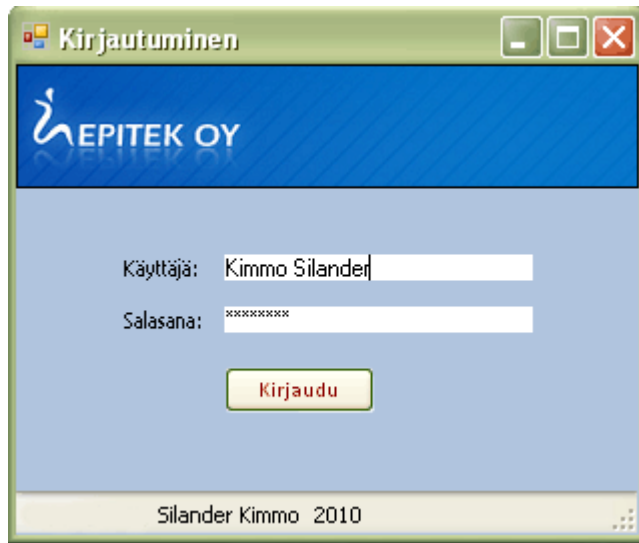 Kirjautuminen
EPITEK OY
Käyttäjä: Kimmo Silander
Salasana: ********
Kirjaudu
Silander Kimmo 2010